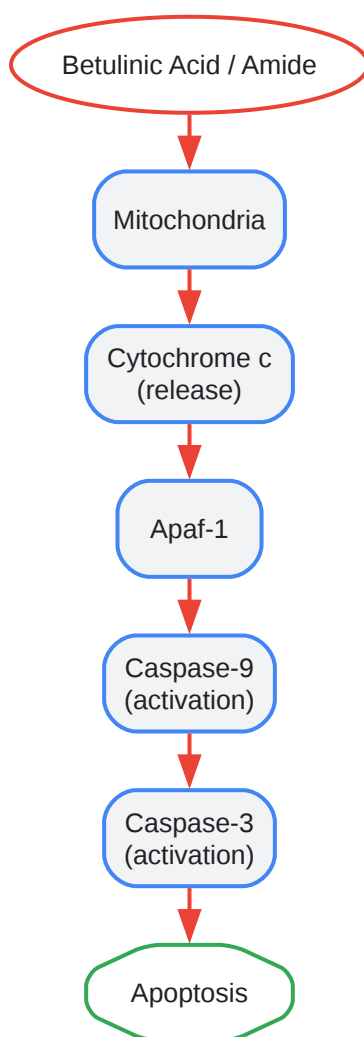 Betulinic Acid / Amide
Mitochondria
Cytochrome c
(release)
Apaf-1
Caspase-9
(activation)
Caspase-3
(activation)
Apoptosis